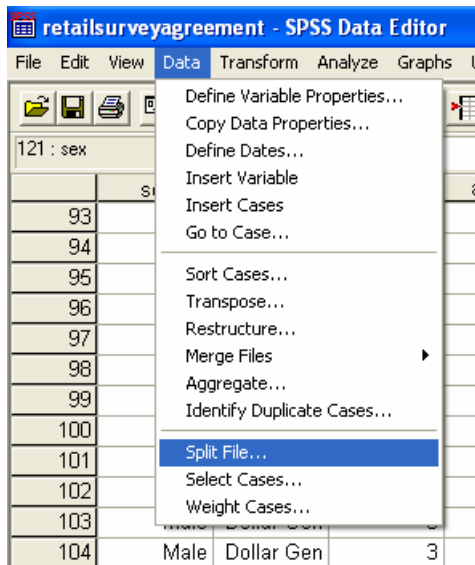 retailsurveyagreement - SPSS Data Editor
File Edit View Data Transform Analyze Graphs
121 : sex
Define Variable Properties...
Copy Data Properties...
Define Dates...
Insert Variable
Insert Cases
Go to Case...
Sort Cases...
Transpose...
Restructure...
Merge Files
Aggregate...
Identify Duplicate Cases...
Split File...
Select Cases...
Weight Cases...
93
94
95
96
97
98
99
100
101
102
103
104 Male Dollar Gen 3